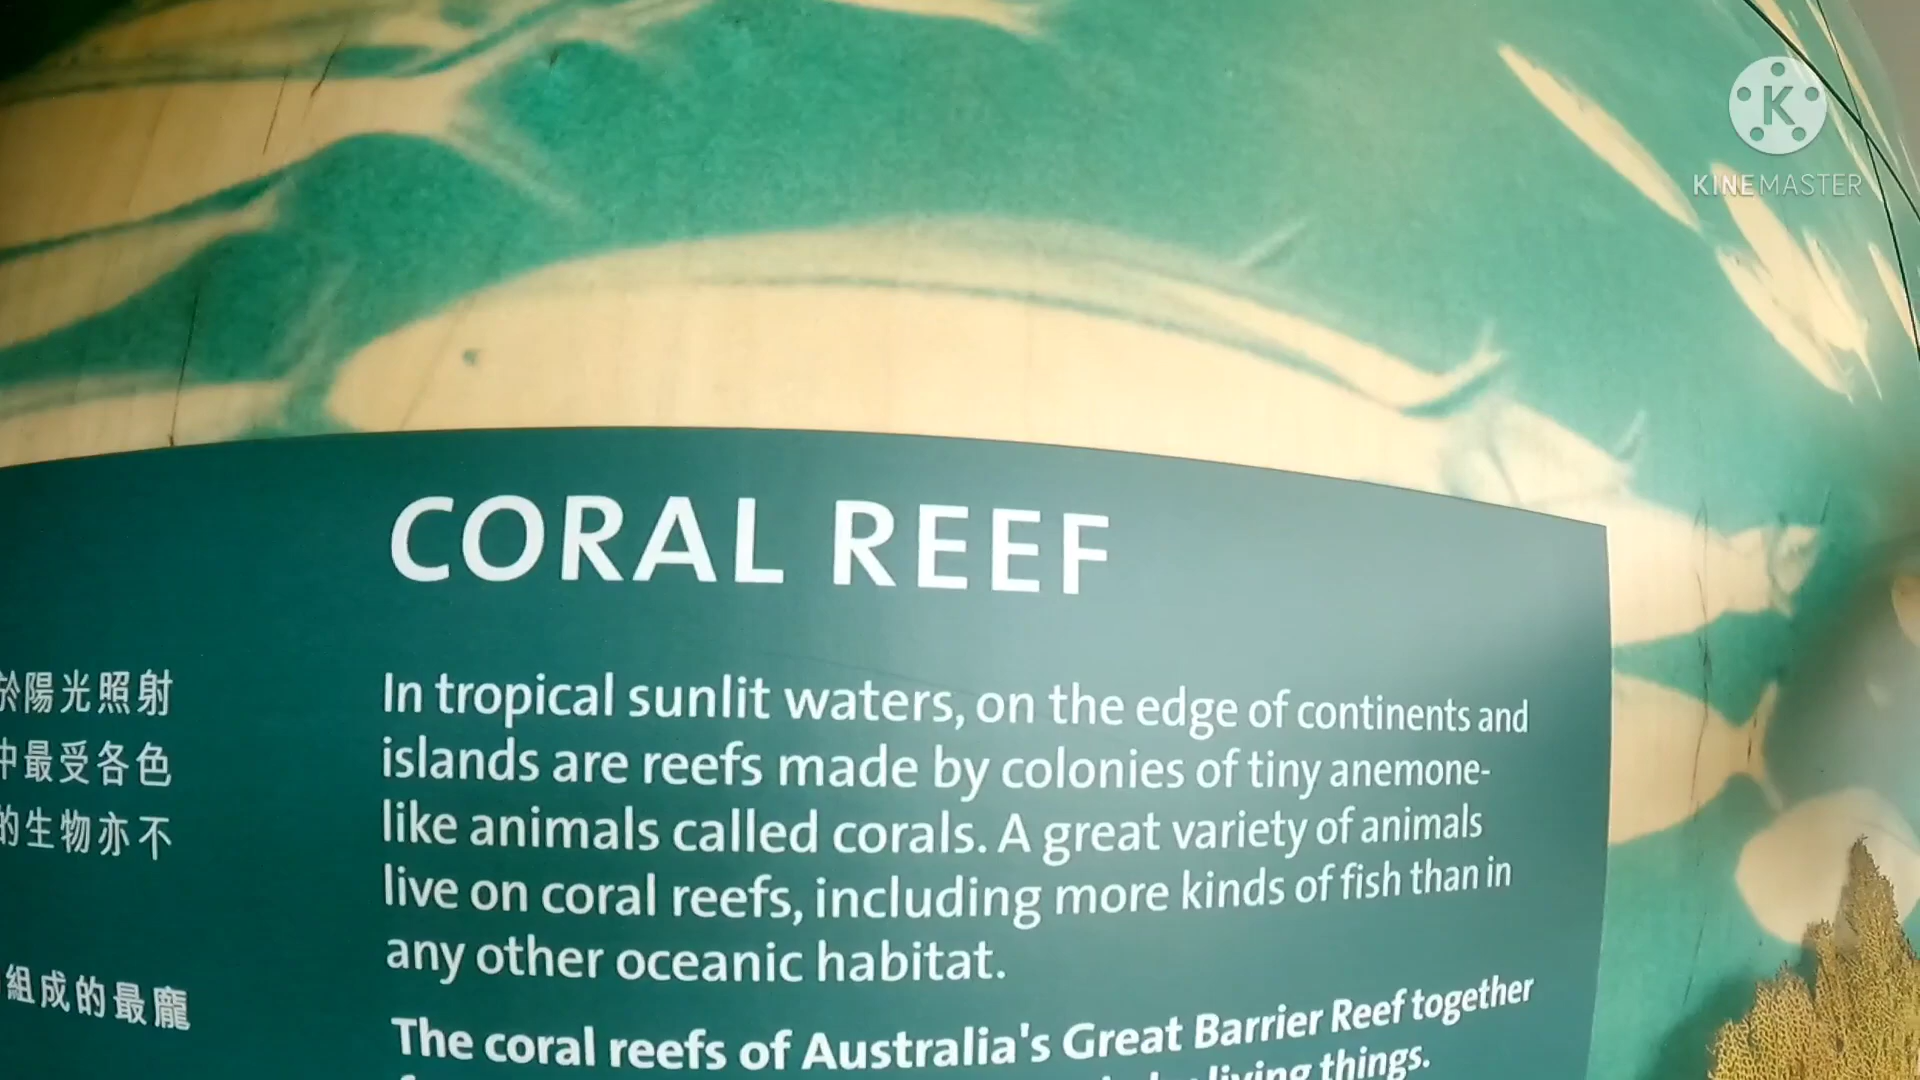 KINEMASTER
CORAL REEF
於陽光照射
中最受各色
的生物亦不
組成的最龐
In tropical sunlit waters, on the edge of continents and
islands are reefs made by colonies of tiny anemone-
like animals called corals. A great variety of animals
live on coral reefs, including more kinds of fish than in
any other oceanic habitat.
The coral reefs of Australia's Great Barrier Reef together
living things.